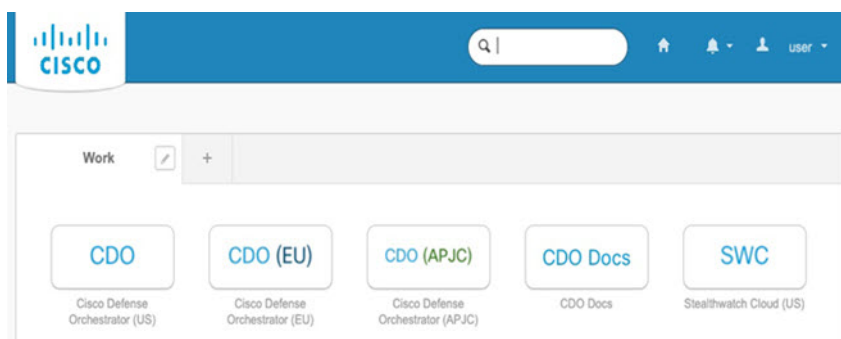 CISCO
user
Work
+
CDO
CDO (EU)
CDO (APJC)
CDO Docs
SWC
Cisco Defense
Orchestrator (US)
Cisco Defense
Orchestrator (EU)
Cisco Defense
Orchestrator (APJC)
CDO Docs
Stealthwatch Cloud (US)